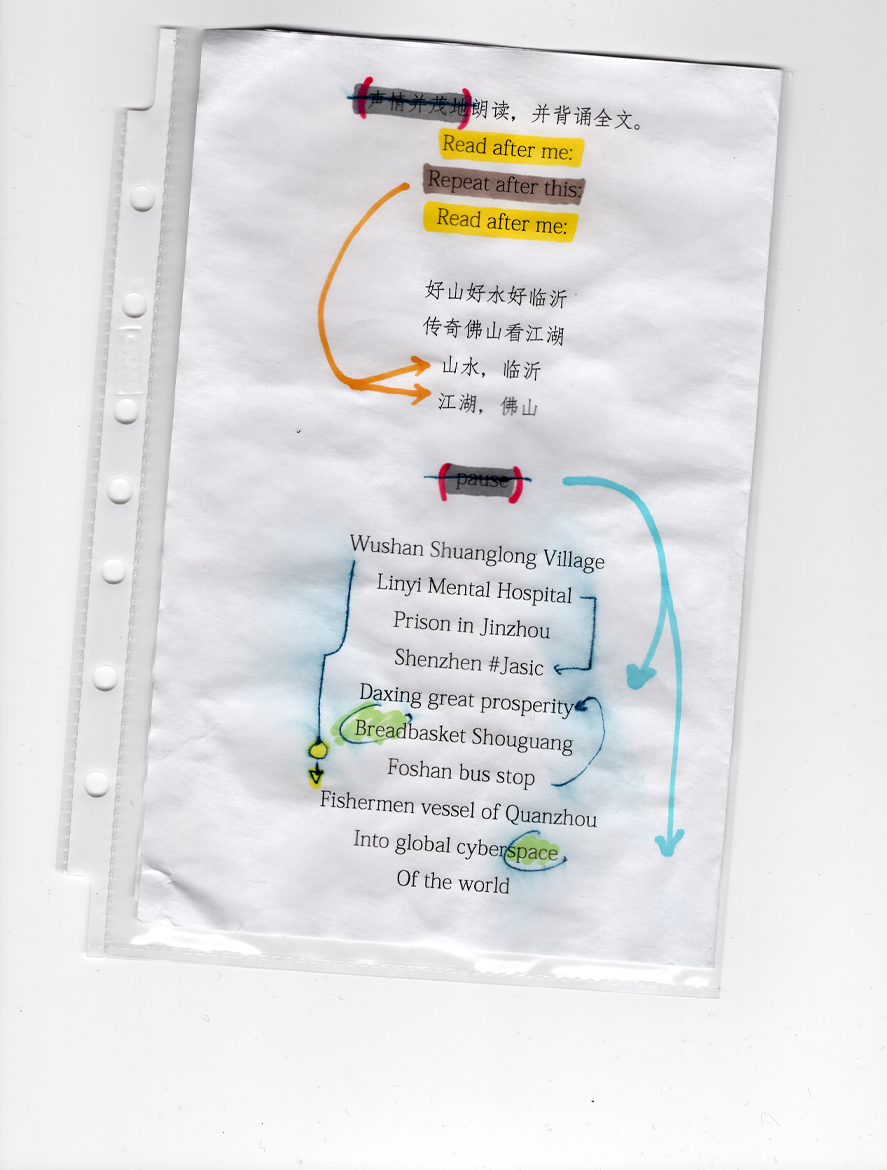 声情并茂地朗读，并背诵全文。
Read after me:
Repeat after this:
Read after me:
好山好水好临沂
传奇佛山看江湖
山水，临沂
江湖，佛山
pause
Wushan Shuanglong Village
Linyi Mental Hospital
Prison in Jinzhou
Shenzhen #Jasic
Daxing great prosperity
Breadbasket Shouguang
Foshan bus stop
Fishermen vessel of Quanzhou
Into global cyberspace
Of the world